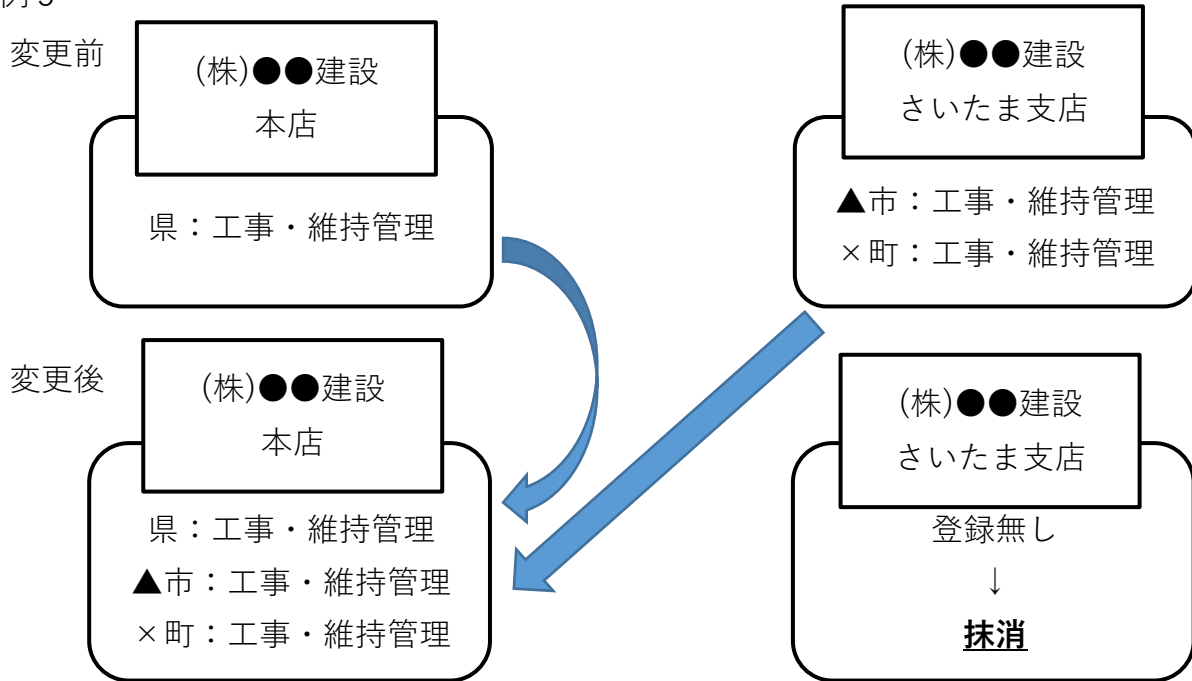 変更前
(株)●●建設
本店
県：工事・維持管理
(株)●●建設
さいたま支店
▲市：工事・維持管理
×町：工事・維持管理
変更後
(株)●●建設
本店
県：工事・維持管理
▲市：工事・維持管理
×町：工事・維持管理
(株)●●建設
さいたま支店
登録無し
↓
抹消